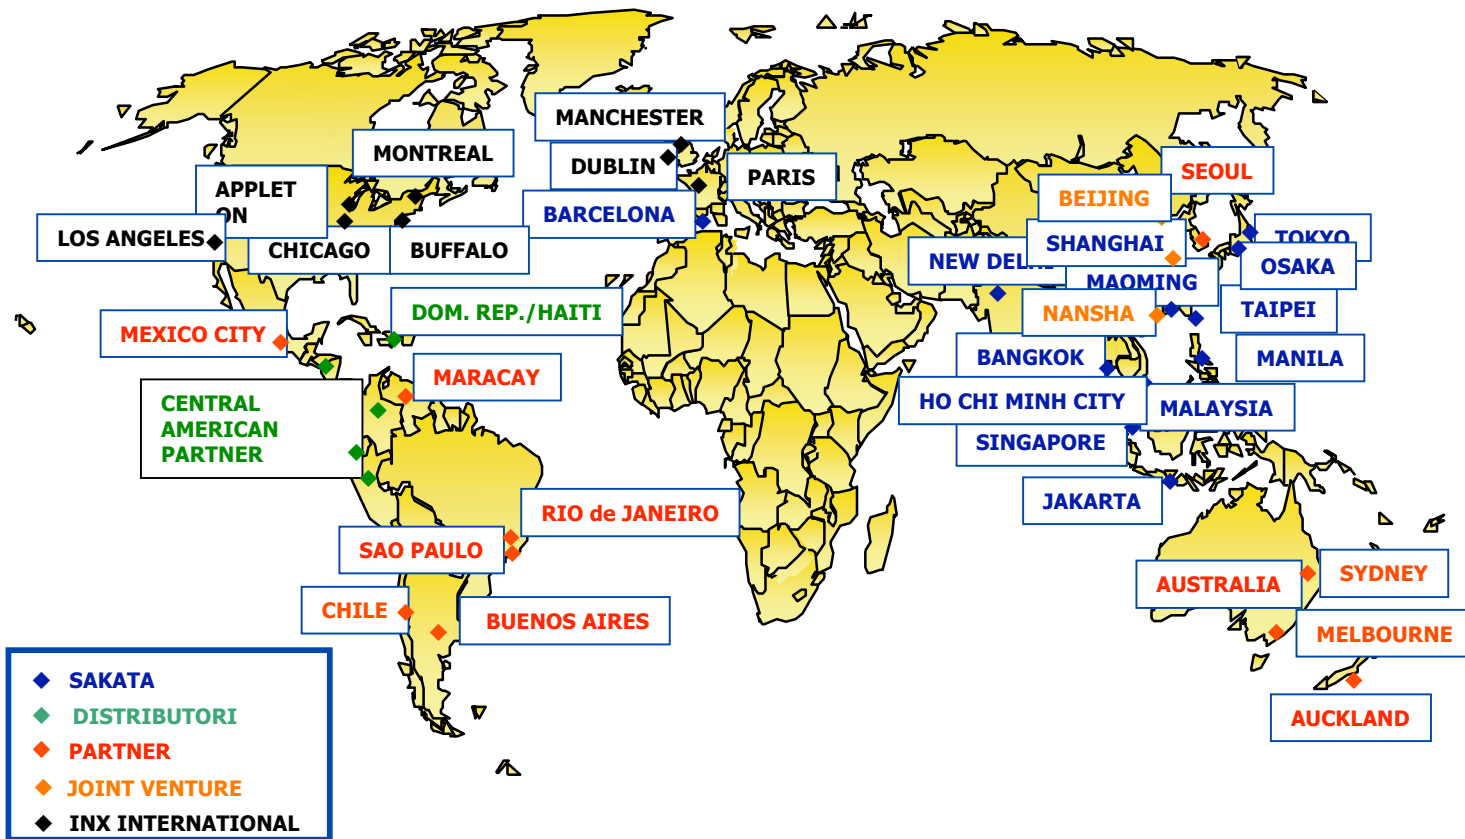 MANCHESTER
MONTREAL
DUBLIN
PARIS
SEOUL
APPLET
ON
BEIJING
BARCELONA
LOS ANGELES
CHICAGO
BUFFALO
SHANGHAI
TOKYO
NEW DELHI
OSAKA
MAOMING
DOM. REP./HAITI
NANSHA
TAIPEI
MEXICO CITY
BANGKOK
MANILA
MARACAY
CENTRAL
AMERICAN
PARTNER
HO CHI MINH CITY
MALAYSIA
SINGAPORE
JAKARTA
RIO de JANEIRO
SAO PAULO
AUSTRALIA
SYDNEY
CHILE
BUENOS AIRES
MELBOURNE
AUCKLAND
SAKATA
DISTRIBUTORI
PARTNER
JOINT VENTURE
INX INTERNATIONAL